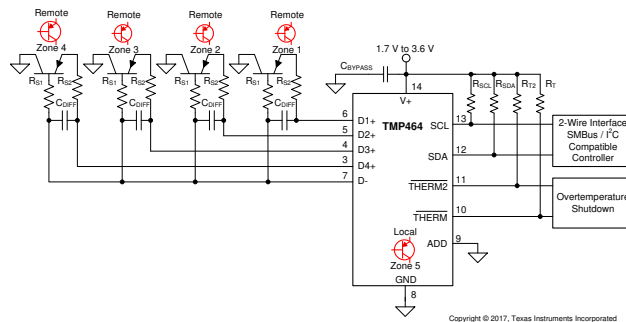 Remote
Remote
Remote
Remote
Zone 4
Zone 3
Zone 2
Zone 1
1.7 V to 3.6 V
CBYPASS
14
V+
RS1
RS2
RS1
RS2
RS1
RS2
RS1
RS2
RSCL
RSDA
RT2
RT
CDIFF
CDIFF
CDIFF
CDIFF
6
D1+
TMP464
5
D2+
4
D3+
3
D4+
7
D-
SCL
13
SDA
12
THERM2
11
THERM
10
ADD
9
2-Wire Interface
SMBus / I2C
Compatible
Controller
Overtemperature
Shutdown
Local
Zone 5
GND
8
Copyright © 2017, Texas Instruments Incorporated